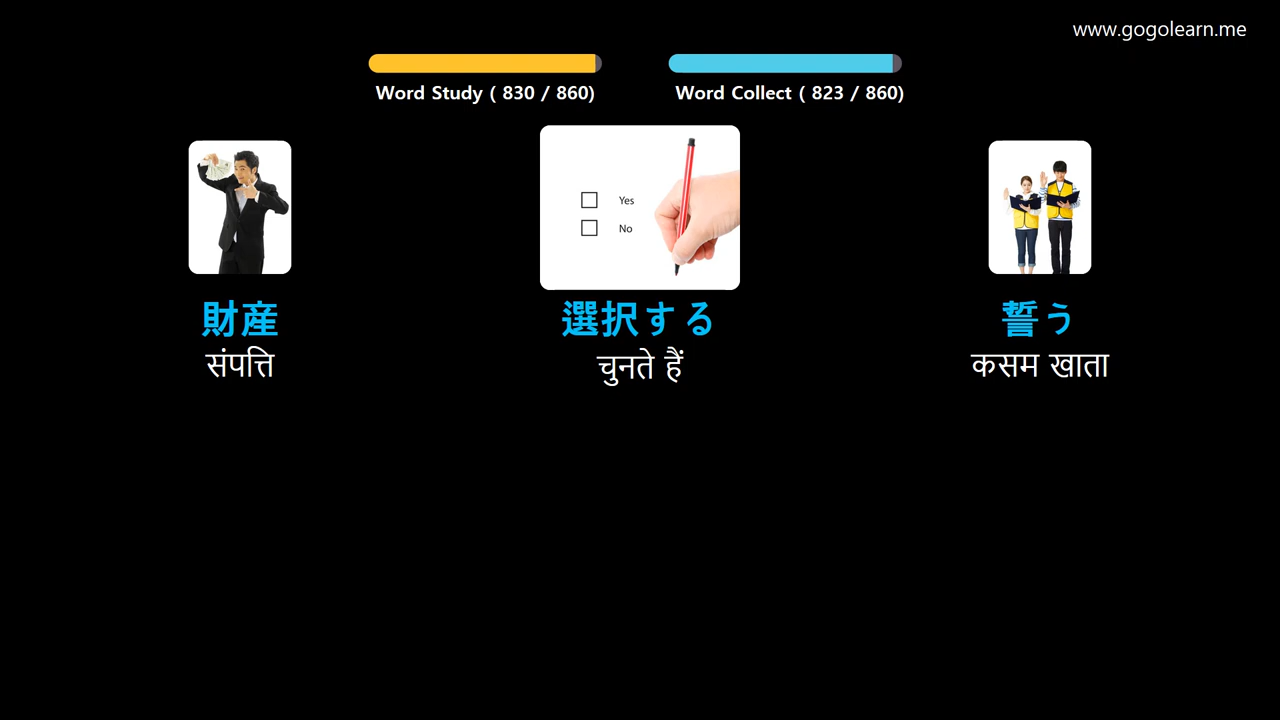 www.gogolearn.me
Word Study ( 830 / 860)
Word Collect ( 823 / 860)
Yes
No
財産
選択する
誓う
संपत्ति
चुनते हैं
कसम खाता